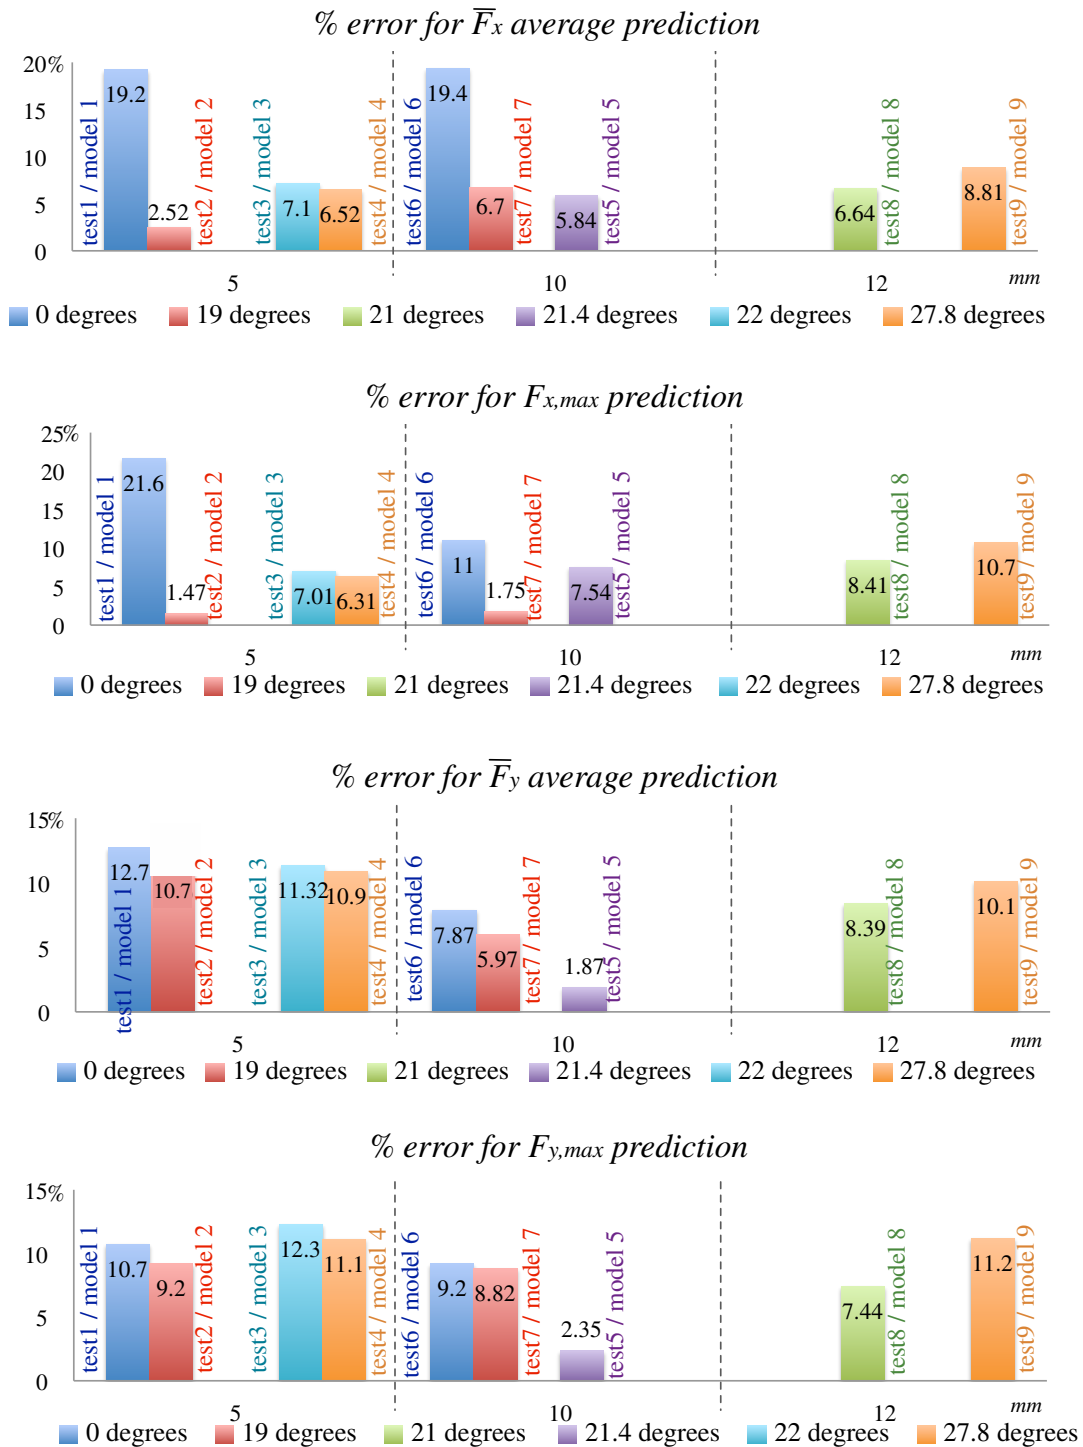 % error for F̅x average prediction
20%
15
10
5
0
test1 / model 1
19.2
2.52
test2 / model 2
test3 / model 3
7.1
6.52
test4 / model 4
test6 / model 6
19.4
6.7
test7 / model 7
5.84
test5 / model 5
6.64
test8 / model 8
8.81
test9 / model 9
5 10 12 mm
0 degrees 19 degrees 21 degrees 21.4 degrees 22 degrees 27.8 degrees
% error for Fx,max prediction
25%
20
15
10
5
0
test1 / model 1
21.6
1.47
test2 / model 2
test3 / model 3
7.01
6.31
test4 / model 4
test6 / model 6
11
1.75
test7 / model 7
7.54
test5 / model 5
8.41
test8 / model 8
10.7
test9 / model 9
5 10 12 mm
0 degrees 19 degrees 21 degrees 21.4 degrees 22 degrees 27.8 degrees
% error for F̅y average prediction
15%
10
5
0
test1 / model 1
12.7
10.7
test2 / model 2
test3 / model 3
11.32
10.9
test4 / model 4
test6 / model 6
7.87
5.97
test7 / model 7
1.87
test5 / model 5
8.39
test8 / model 8
10.1
test9 / model 9
5 10 12 mm
0 degrees 19 degrees 21 degrees 21.4 degrees 22 degrees 27.8 degrees
% error for Fy,max prediction
15%
10
5
0
test1 / model 1
10.7
9.2
test2 / model 2
test3 / model 3
12.3
11.1
test4 / model 4
test6 / model 6
9.2
8.82
test7 / model 7
2.35
test5 / model 5
7.44
test8 / model 8
11.2
test9 / model 9
5 10 12 mm
0 degrees 19 degrees 21 degrees 21.4 degrees 22 degrees 27.8 degrees